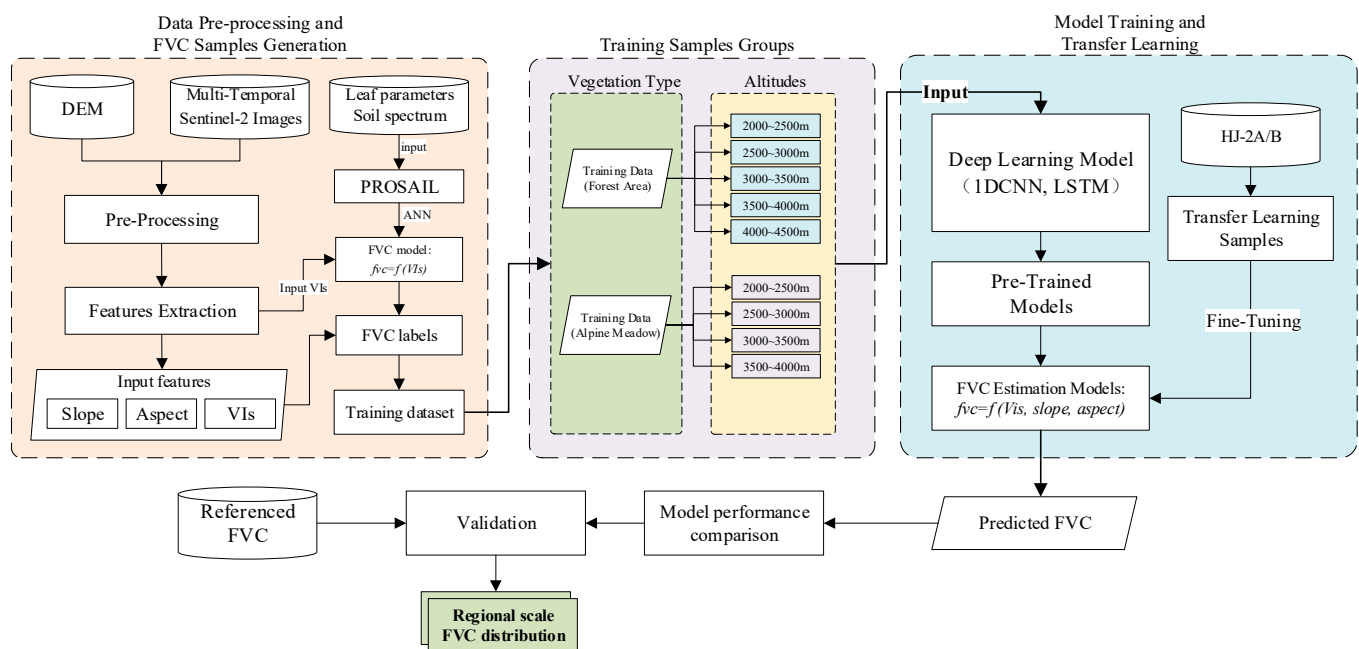 Data Pre-processing and
FVC Samples Generation
DEM
Multi-Temporal
Sentinel-2 Images
Leaf parameters
Soil spectrum
input
PROSAIL
Pre-Processing
ANN
FVC model:
fvc=f(VIs)
Input VIs
Features Extraction
FVC labels
Input features
Slope
Aspect
VIs
Training dataset
Training Samples Groups
Vegetation Type
Altitudes
Training Data
(Forest Area)
2000~2500m
2500~3000m
3000~3500m
3500~4000m
4000~4500m
Training Data
(Alpine Meadow)
2000~2500m
2500~3000m
3000~3500m
3500~4000m
Model Training and
Transfer Learning
Input
Deep Learning Model
（1DCNN, LSTM）
HJ-2A/B
Transfer Learning
Samples
Pre-Trained
Models
Fine-Tuning
FVC Estimation Models:
fvc=f(Vis, slope, aspect)
Referenced
FVC
Validation
Model performance
comparison
Predicted FVC
Regional scale
FVC distribution